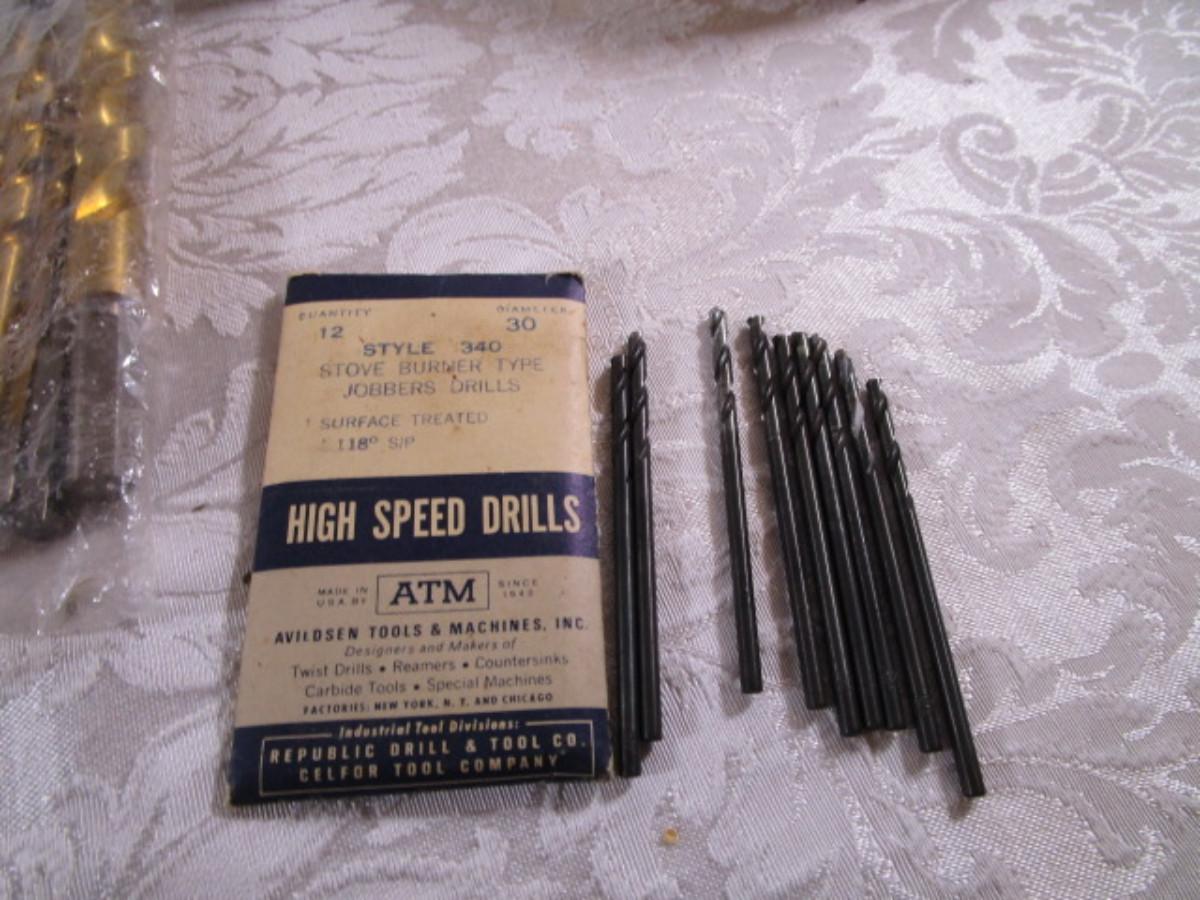 QUANTITY DIAMETER
12 30
STYLE 340
STOVE BURNER TYPE
JOBBERS DRILLS
SURFACE TREATED
118° S/P
HIGH SPEED DRILLS
MADE IN
U.S.A. BY
ATM
SINCE
1942
AVILDSEN TOOLS & MACHINES, INC.
Designers and Makers of
Twist Drills • Reamers • Countersinks
Carbide Tools • Special Machines
FACTORIES: NEW YORK, N. Y. AND CHICAGO
Industrial Tool Divisions:
REPUBLIC DRILL & TOOL CO.
CELFOR TOOL COMPANY